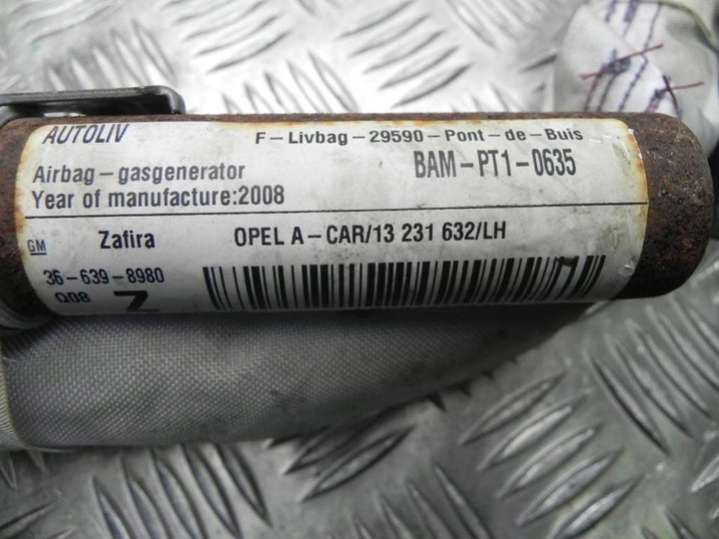 AUTOLIV
F-Livbag-29590-Pont-de-Buis
Airbag-gasgenerator
BAM-PT1-0635
Year of manufacture:2008
GM Zafira OPEL A-CAR/13 231 632/LH
36-639-8980
Q08 Z